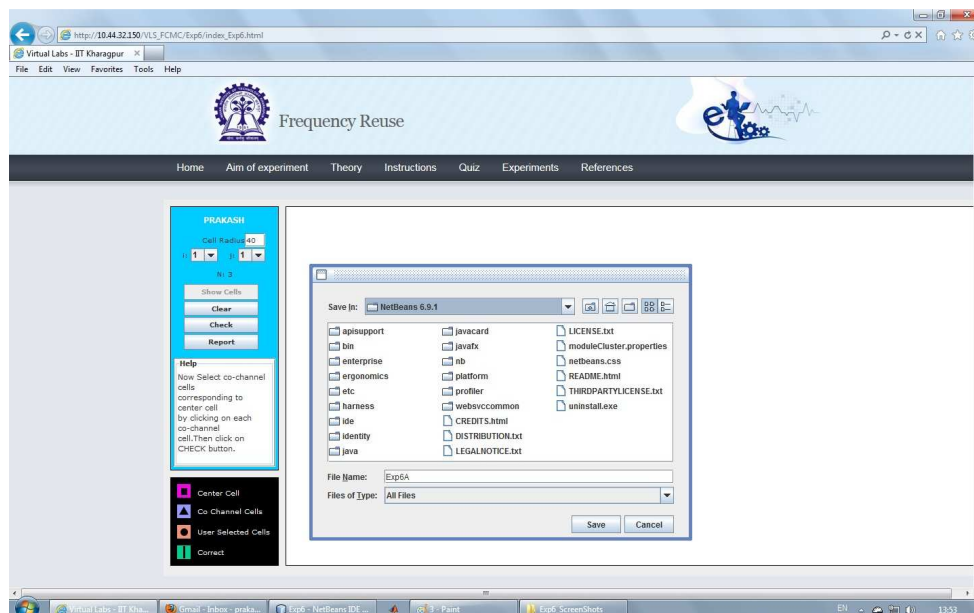 http://10.44.32.150/VLS_FCMC/Exp6/index_Exp6.html
Virtual Labs - IIT Kharagpur
File Edit View Favorites Tools Help
Frequency Reuse
Home Aim of experiment Theory Instructions Quiz Experiments References
PRAKASH
Cell Radius 40
i: 1 j: 1
N: 3
Show Cells
Clear
Check
Report
Help
Now Select co-channel
cells
corresponding to
center cell
by clicking on each
co-channel
cell.Then click on
CHECK button.
Center Cell
Co Channel Cells
User Selected Cells
Correct
Save In: NetBeans 6.9.1
apisupport
bin
enterprise
ergonomics
etc
harness
ide
identity
java
javacard
javafx
nb
platform
profiler
websvccommon
CREDITS.html
DISTRIBUTION.txt
LEGALNOTICE.txt
LICENSE.txt
moduleCluster.properties
netbeans.css
README.html
THIRDPARTYLICENSE.txt
uninstall.exe
File Name: Exp6A
Files of Type: All Files
Save Cancel
Virtual Labs - IIT Kha... Gmail - Inbox - praka... Exp6 - NetBeans IDE ... 3 - Paint Exp6 ScreenShots EN 13:53